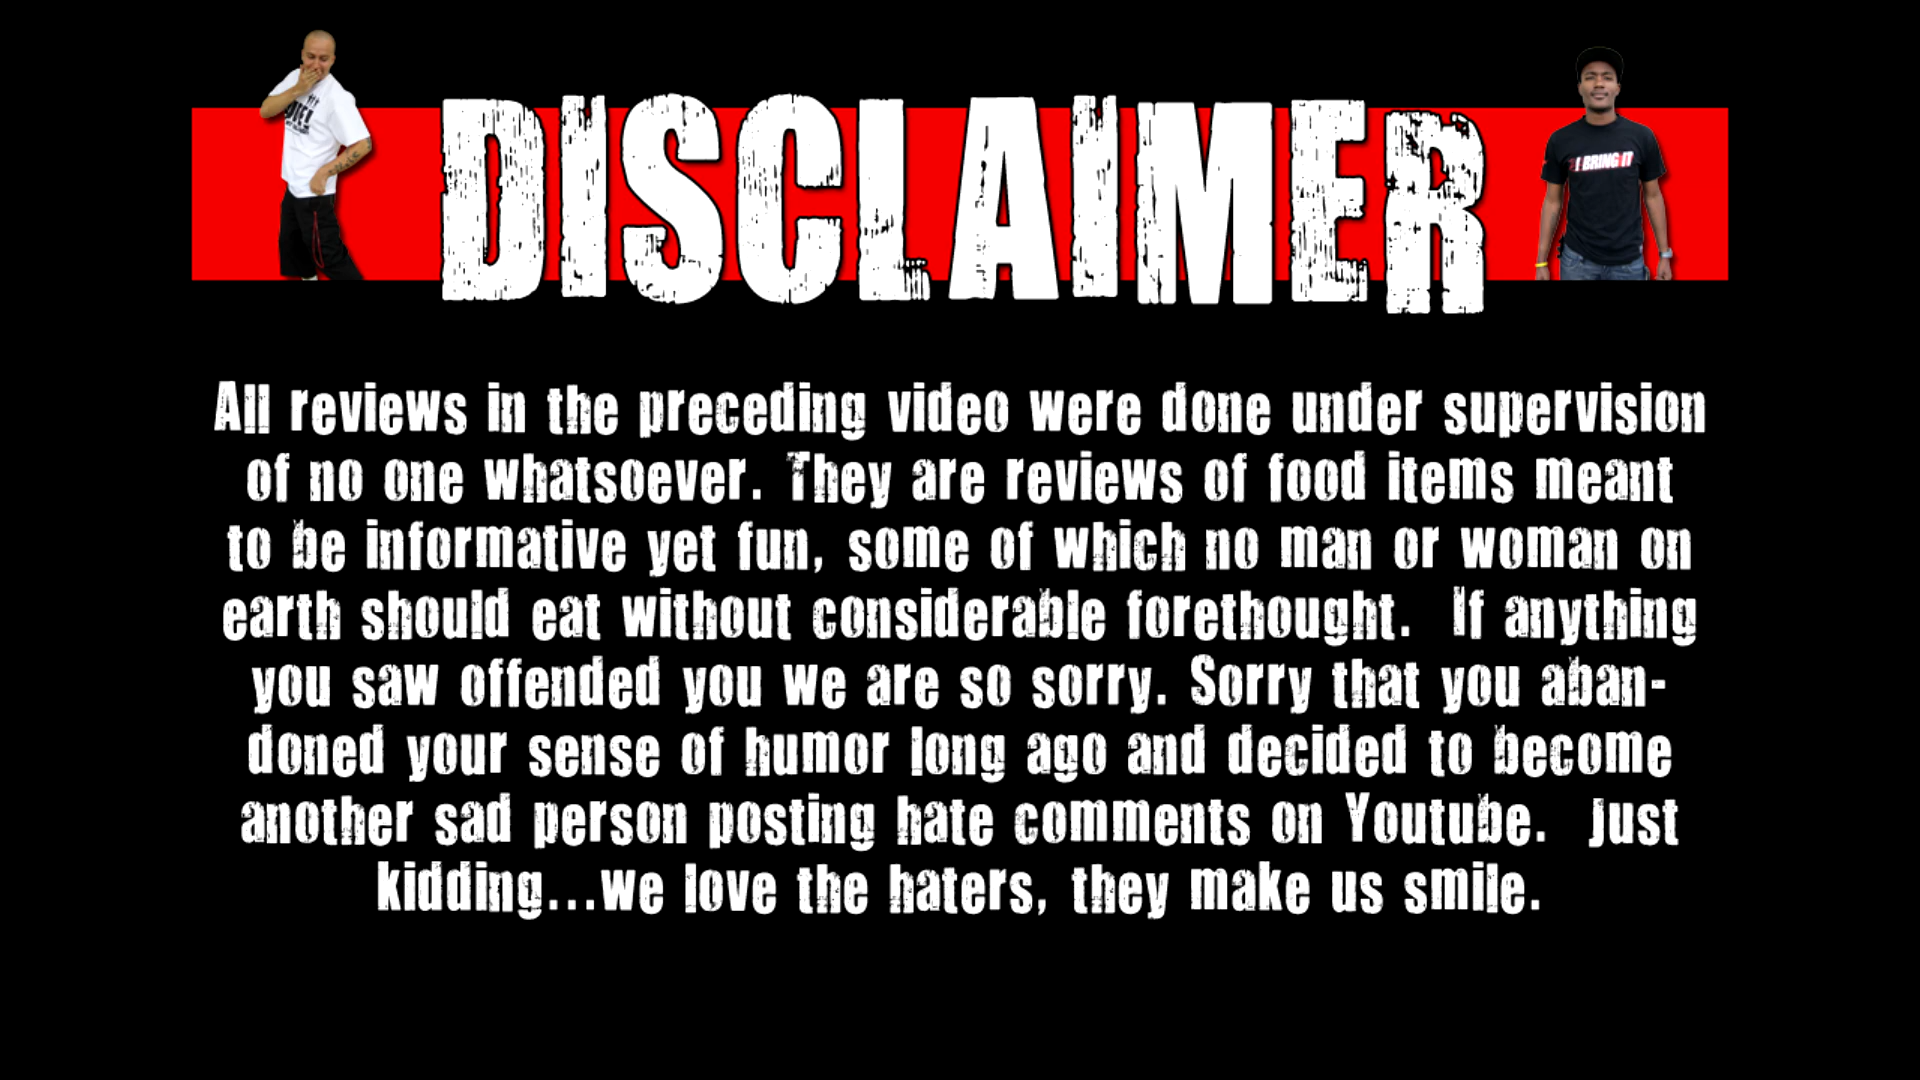 DISCLAIMER
I BRING IT
All reviews in the preceding video were done under supervision
of no one whatsoever. They are reviews of food items meant
to be informative yet fun, some of which no man or woman on
earth should eat without considerable forethought. If anything
you saw offended you we are so sorry. Sorry that you aban-
doned your sense of humor long ago and decided to become
another sad person posting hate comments on Youtube. Just
kidding...we love the haters, they make us smile.